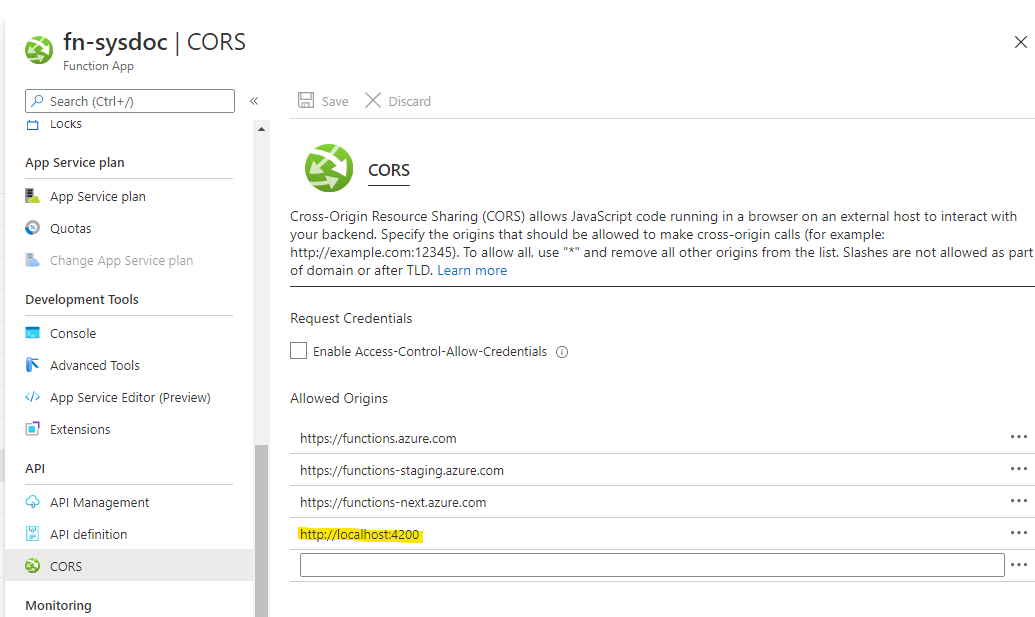 fn-sysdoc | CORS
Function App
Search (Ctrl+/)
«
Locks
App Service plan
App Service plan
Quotas
Change App Service plan
Development Tools
Console
Advanced Tools
App Service Editor (Preview)
Extensions
API
API Management
API definition
CORS
Monitoring
Save
Discard
CORS
Cross-Origin Resource Sharing (CORS) allows JavaScript code running in a browser on an external host to interact with
your backend. Specify the origins that should be allowed to make cross-origin calls (for example:
http://example.com:12345). To allow all, use "*" and remove all other origins from the list. Slashes are not allowed as part
of domain or after TLD. Learn more
Request Credentials
Enable Access-Control-Allow-Credentials
Allowed Origins
https://functions.azure.com
https://functions-staging.azure.com
https://functions-next.azure.com
http://localhost:4200